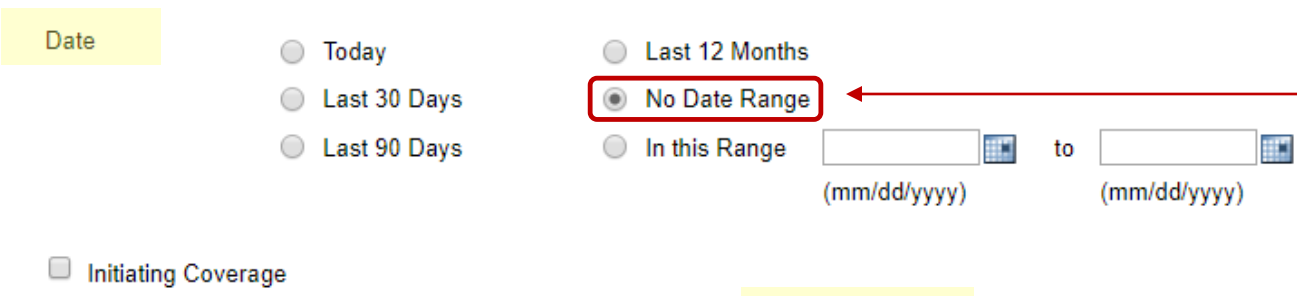 Date
Today
Last 12 Months
Last 30 Days
No Date Range
Last 90 Days
In this Range
to
(mm/dd/yyyy)
(mm/dd/yyyy)
Initiating Coverage